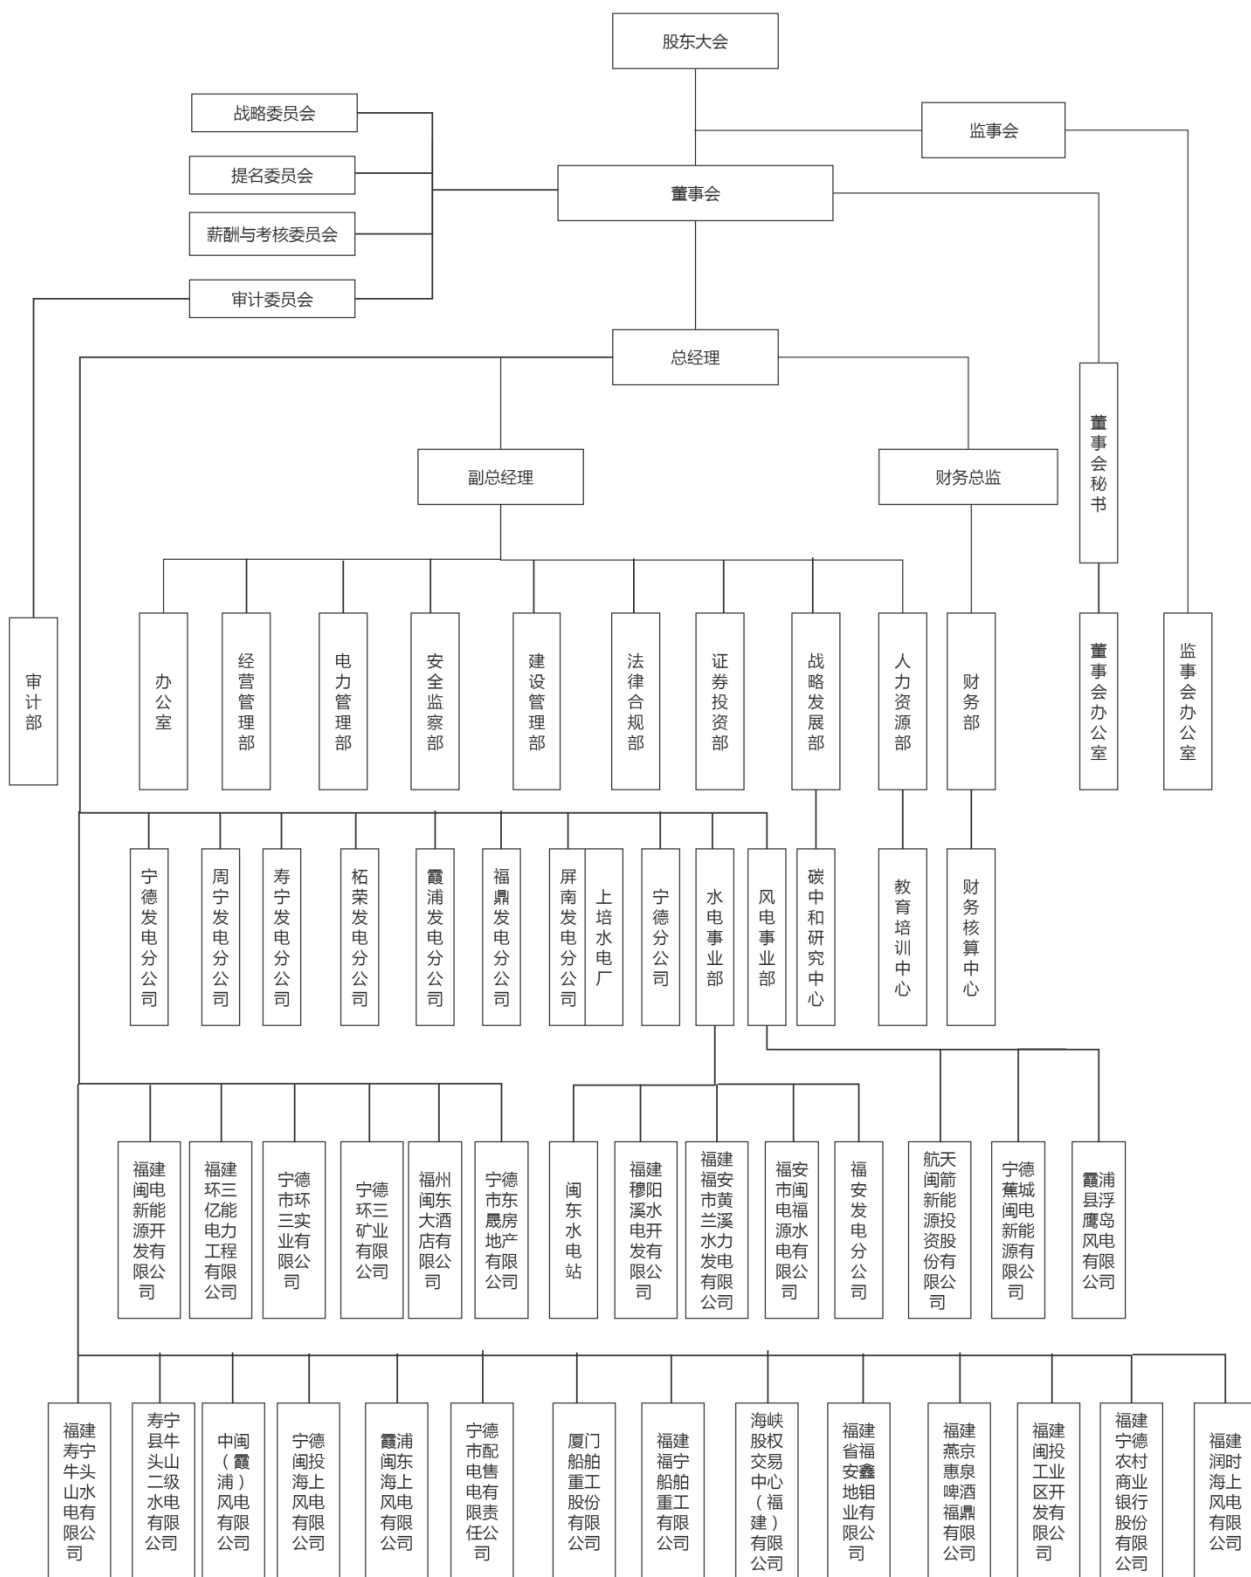 股东大会
战略委员会
监事会
提名委员会
董事会
薪酬与考核委员会
审计委员会
总经理
董事会秘书
副总经理
财务总监
审计部
办公室
经营管理部
电力管理部
安全监察部
建设管理部
法律合规部
证券投资部
战略发展部
人力资源部
财务部
董事会办公室
监事会办公室
宁德发电分公司
周宁发电分公司
寿宁发电分公司
柘荣发电分公司
霞浦发电分公司
福鼎发电分公司
屏南发电分公司
上培水电厂
宁德分公司
水电事业部
风电事业部
碳中和研究中心
教育培训中心
财务核算中心
福建闽电新能源开发有限公司
福建环三亿能电力工程有限公司
宁德市环三实业有限公司
宁德环三矿业有限公司
福州闽东大酒店有限公司
宁德市东晟房地产有限公司
闽东水电站
福建穆阳溪水电开发有限公司
福建福安市黄兰溪水力发电有限公司
福安市闽电福源水电有限公司
福安发电分公司
航天闽箭新能源投资股份有限公司
宁德蕉城闽电新能源有限公司
霞浦县浮鹰岛风电有限公司
福建寿宁牛头山水电有限公司
寿宁县牛头山二级水电有限公司
中闽（霞浦）风电有限公司
宁德闽投海上风电有限公司
霞浦闽东海上风电有限公司
宁德市配电售电有限责任公司
厦门船舶重工股份有限公司
福建福宁船舶重工有限公司
海峡股权交易中心（福建）有限公司
福建省福安鑫地钼业有限公司
福建燕京惠泉啤酒福鼎有限公司
福建闽投工业区开发有限公司
福建宁德农村商业银行股份有限公司
福建润时海上风电有限公司